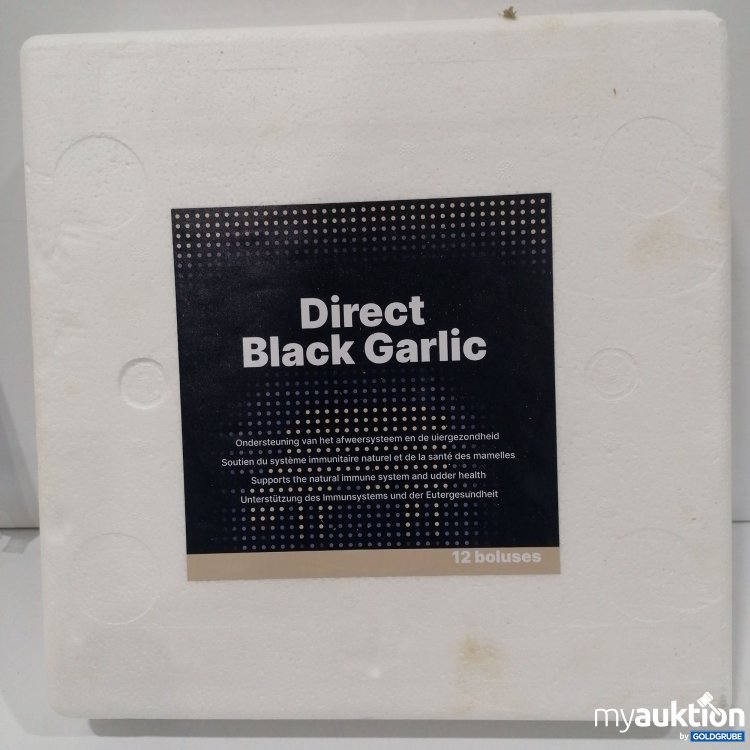 Direct
Black Garlic
Ondersteuning van het afweersysteem en de uiergezondheid
Soutien du système immunitaire naturel et de la santé des mamelles
Supports the natural immune system and udder health
Unterstützung des Immunsystems und der Eutergesundheit
12 boluses
myauktion
by GOLDGRUBE